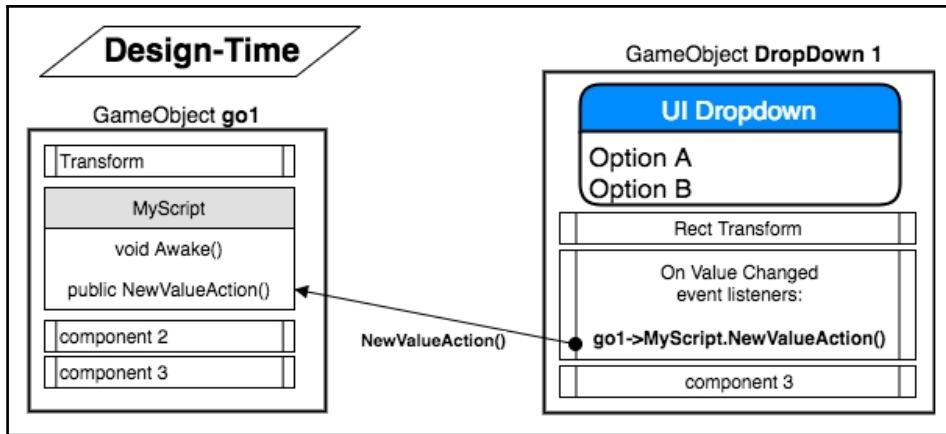 Design-Time
GameObject go1
Transform
MyScript
void Awake()
public NewValueAction()
component 2
component 3
NewValueAction()
GameObject DropDown 1
UI Dropdown
Option A
Option B
Rect Transform
On Value Changed
event listeners:
go1->MyScript.NewValueAction()
component 3